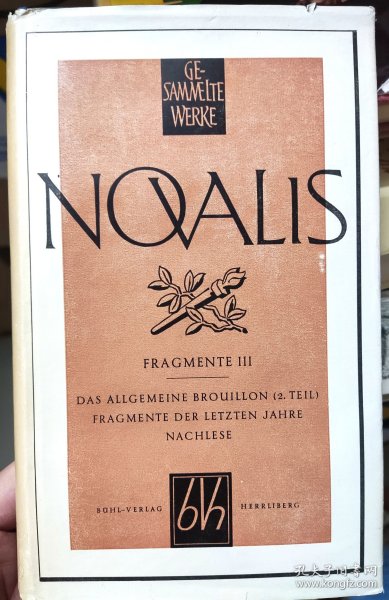 GE-
SAMMELTE
WERKE
NOVALIS
FRAGMENTE III
DAS ALLGEMEINE BROUILLON (2. TEIL)
FRAGMENTE DER LETZTEN JAHRE
NACHLESE
BÜHL-VERLAG bvh HERRLIBERG
孔夫子旧书网
www.kongfz.com